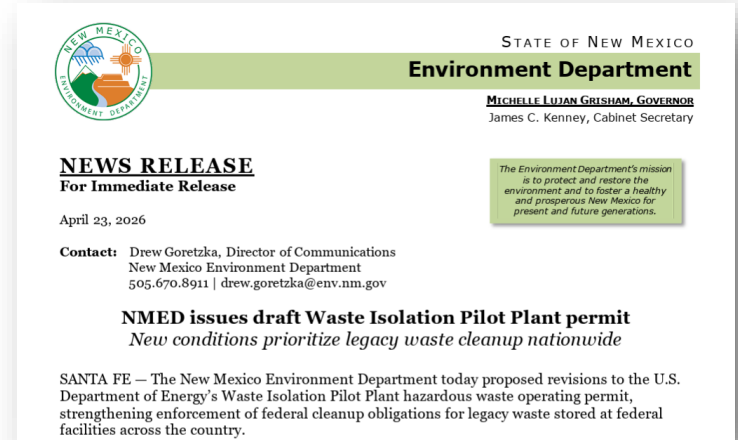 NEW MEXICO
ENVIRONMENT DEPARTMENT
STATE OF NEW MEXICO
Environment Department
MICHELLE LUJAN GRISHAM, GOVERNOR
James C. Kenney, Cabinet Secretary
NEWS RELEASE
For Immediate Release
The Environment Department's mission
is to protect and restore the
environment and to foster a healthy
and prosperous New Mexico for
present and future generations.
April 23, 2026
Contact: Drew Goretzka, Director of Communications
New Mexico Environment Department
505.670.8911 | drew.goretzka@env.nm.gov
NMED issues draft Waste Isolation Pilot Plant permit
New conditions prioritize legacy waste cleanup nationwide
SANTA FE — The New Mexico Environment Department today proposed revisions to the U.S.
Department of Energy's Waste Isolation Pilot Plant hazardous waste operating permit,
strengthening enforcement of federal cleanup obligations for legacy waste stored at federal
facilities across the country.